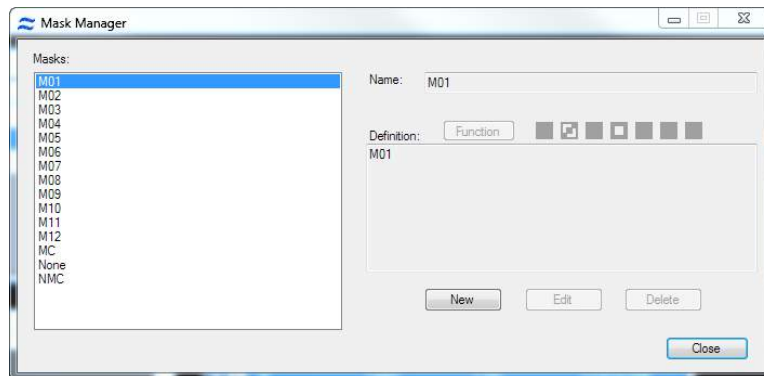 Mask Manager
Masks:
M01
M02
M03
M04
M05
M06
M07
M08
M09
M10
M11
M12
MC
None
NMC
Name: M01
Definition: Function
M01
New Edit Delete
Close